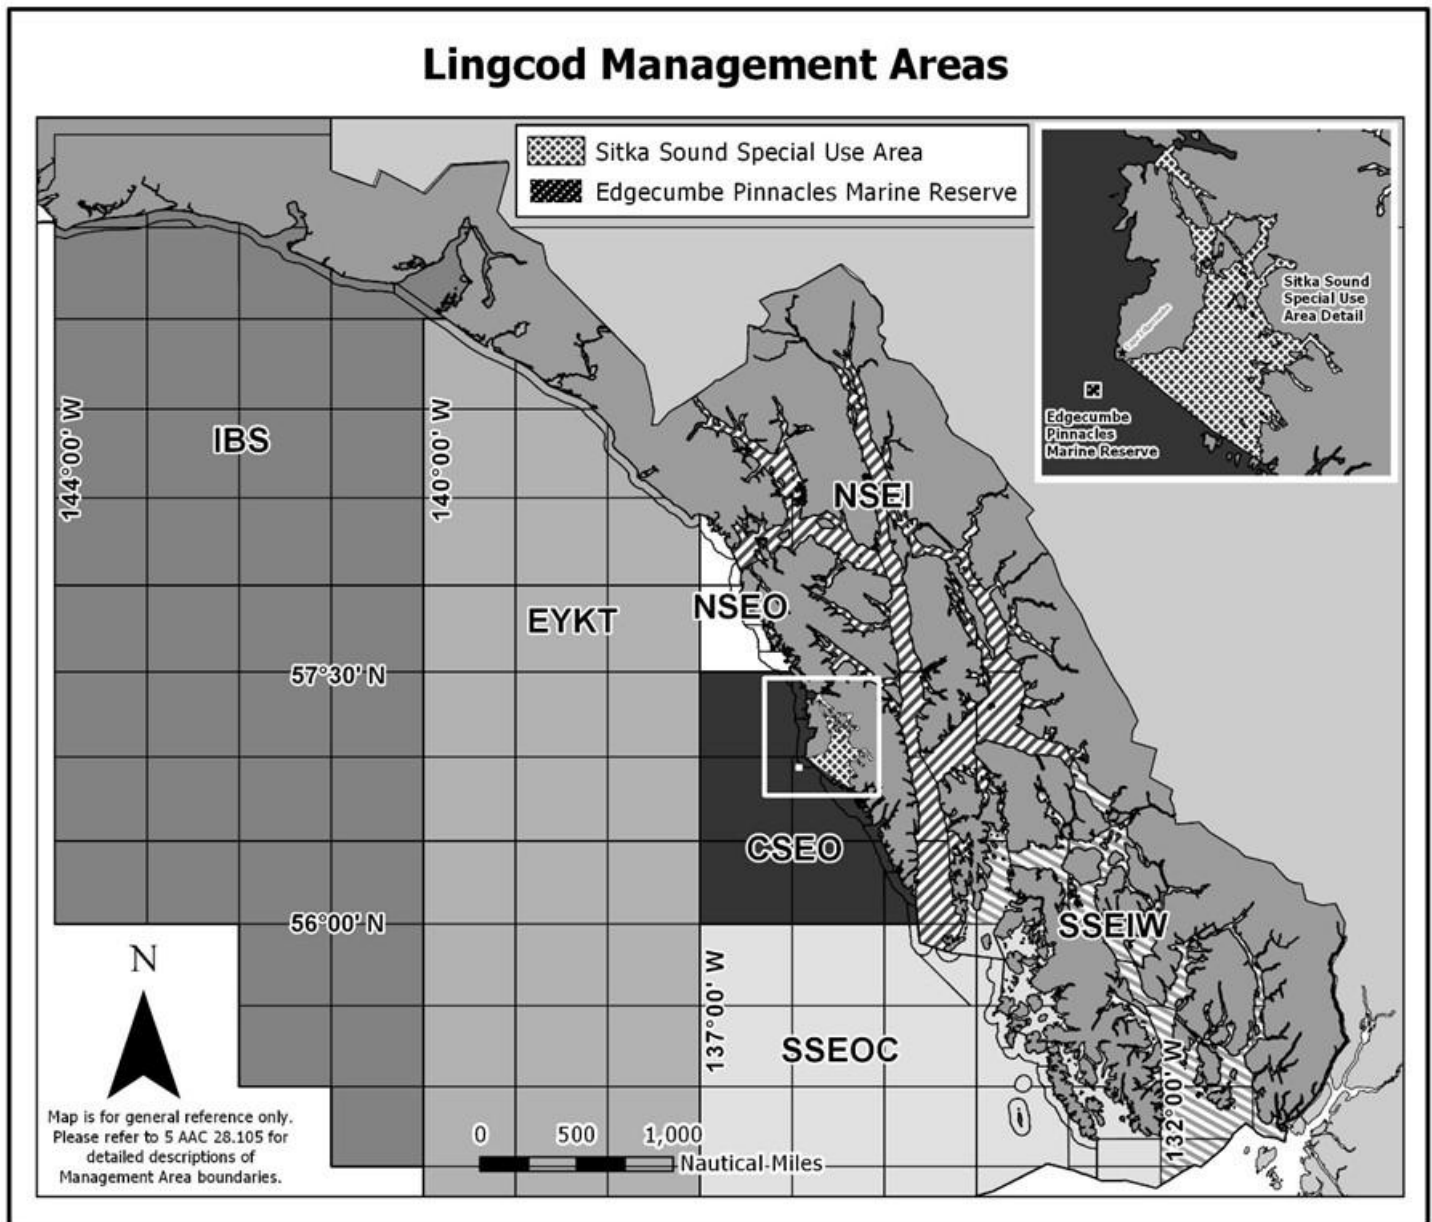 Lingcod Management Areas
Sitka Sound Special Use Area
Edgecumbe Pinnacles Marine Reserve
Sitka Sound
Special Use
Area Detail
Edgecumbe
Pinnacles
Marine Reserve
144°00' W
IBS
140°00' W
NSEI
EYKT
NSEO
57°30' N
CSEO
56°00' N
SSEIW
N
137°00' W
SSEOC
132°00' W
Map is for general reference only.
Please refer to 5 AAC 28.105 for
detailed descriptions of
Management Area boundaries.
0 500 1,000
Nautical Miles